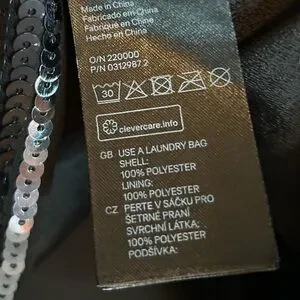 Made in China
Fabricado en China
Fabriqué en Chine
Hecho en China
O/N 220000
P/N 0312987 2
30
clevercare.info
GB USE A LAUNDRY BAG
SHELL:
100% POLYESTER
LINING:
100% POLYESTER
CZ PERTE V SÁČKU PRO
ŠETRNÉ PRANÍ
SVRCHNÍ LÁTKA:
100% POLYESTER
PODŠÍVKA: